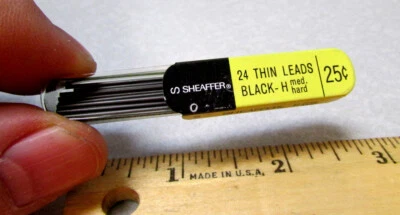 S SHEAFFER®
24 THIN LEADS
BLACK-H med. hard
25¢
1 2 3
MADE IN U.S.A.